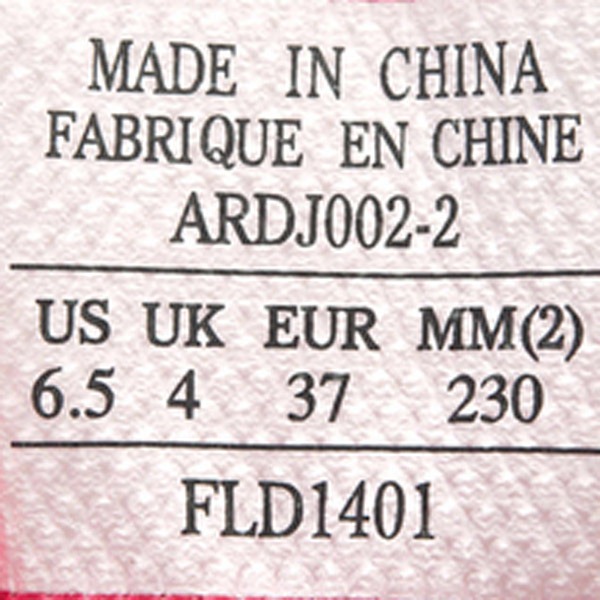 MADE IN CHINA
FABRIQUE EN CHINE
ARDJ002-2
US UK EUR MM(2)
6.5 4 37 230
FLD1401